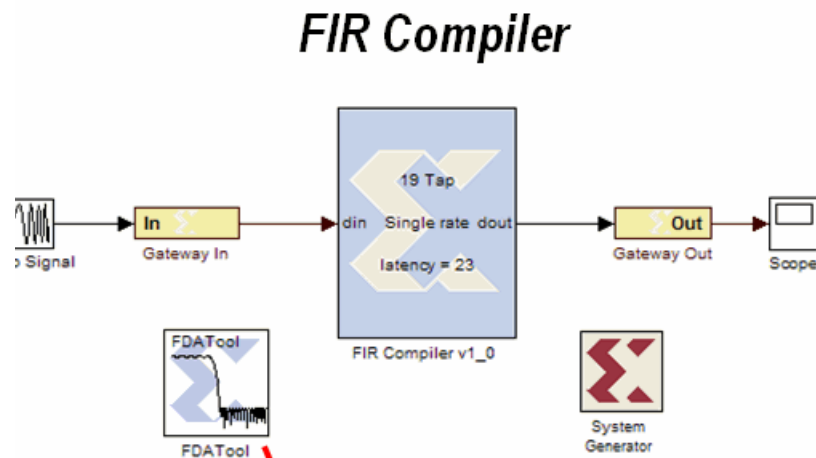 FIR Compiler
19 Tap
In
din
Single rate
dout
Out
Gateway In
Gateway Out
Signal
latency = 23
Scope
FDATool
FIR Compiler v1_0
System
Generator
FDATool